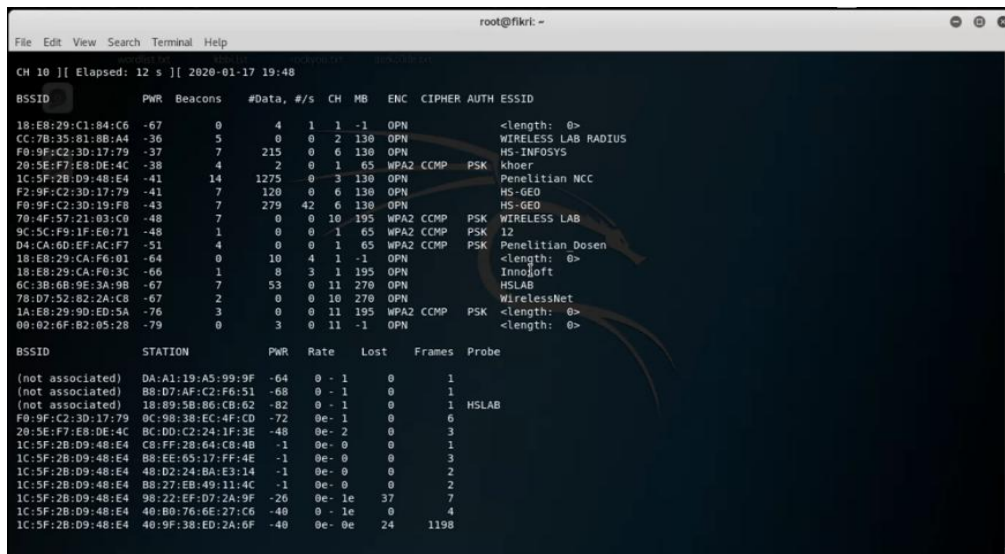 root@fikri: ~
File Edit View Search Terminal Help
CH 10 ][ Elapsed: 12 s ][ 2020-01-17 19:48
BSSID PWR Beacons #Data, #/s CH MB ENC CIPHER AUTH ESSID
18:E8:29:C1:84:C6 -67 0 4 1 1 -1 OPN <length: 0>
CC:7B:35:81:8B:A4 -36 5 0 0 2 130 OPN WIRELESS LAB RADIUS
F0:9F:C2:3D:17:79 -37 7 215 0 6 130 OPN HS-INFOSYS
20:5E:F7:E8:DE:4C -38 4 2 0 1 65 WPA2 CCMP PSK khoer
1C:5F:2B:D9:48:E4 -41 14 1275 0 3 130 OPN Penelitian NCC
F2:9F:C2:3D:17:79 -41 7 120 0 6 130 OPN HS-GEO
F0:9F:C2:3D:19:F8 -43 7 279 42 6 130 OPN HS-GEO
70:4F:57:21:03:C0 -48 7 0 0 10 195 WPA2 CCMP PSK WIRELESS LAB
9C:5C:F9:1F:E0:71 -48 1 0 0 1 65 WPA2 CCMP PSK 12
D4:CA:6D:EF:AC:F7 -51 4 0 0 1 65 WPA2 CCMP PSK Penelitian_Dosen
18:E8:29:CA:F6:01 -64 0 10 4 1 -1 OPN <length: 0>
18:E8:29:CA:F0:3C -66 1 8 3 1 195 OPN Innosoft
6C:3B:6B:9E:3A:9B -67 7 53 0 11 270 OPN HSLAB
78:D7:52:82:2A:C8 -67 2 0 0 10 270 OPN WirelessNet
1A:E8:29:9D:ED:5A -76 3 0 0 11 195 WPA2 CCMP PSK <length: 0>
00:02:6F:B2:05:28 -79 0 3 0 11 -1 OPN <length: 0>
BSSID STATION PWR Rate Lost Frames Probe
(not associated) DA:A1:19:A5:99:9F -64 0 - 1 0 1
(not associated) B8:D7:AF:C2:F6:51 -68 0 - 1 0 1
(not associated) 18:89:5B:86:CB:62 -82 0 - 1 0 1 HSLAB
F0:9F:C2:3D:17:79 0C:98:38:EC:4F:CD -72 0e- 1 0 6
20:5E:F7:E8:DE:4C BC:DD:C2:24:1F:3E -48 0e- 2 0 3
1C:5F:2B:D9:48:E4 C8:FF:28:64:C8:4B -1 0e- 0 0 1
1C:5F:2B:D9:48:E4 B8:EE:65:17:FF:4E -1 0e- 0 0 3
1C:5F:2B:D9:48:E4 48:D2:24:BA:E3:14 -1 0e- 0 0 2
1C:5F:2B:D9:48:E4 B8:27:EB:49:11:4C -1 0e- 0 0 2
1C:5F:2B:D9:48:E4 98:22:EF:D7:2A:9F -26 0e- 1e 37 7
1C:5F:2B:D9:48:E4 40:B0:76:6E:27:C6 -40 0 - 1e 0 4
1C:5F:2B:D9:48:E4 40:9F:38:ED:2A:6F -40 0e- 0e 24 1198